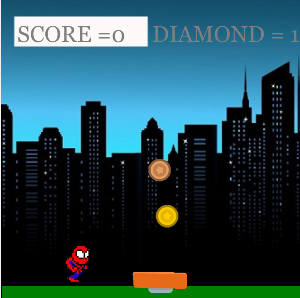 SCORE =0 DIAMOND = 1